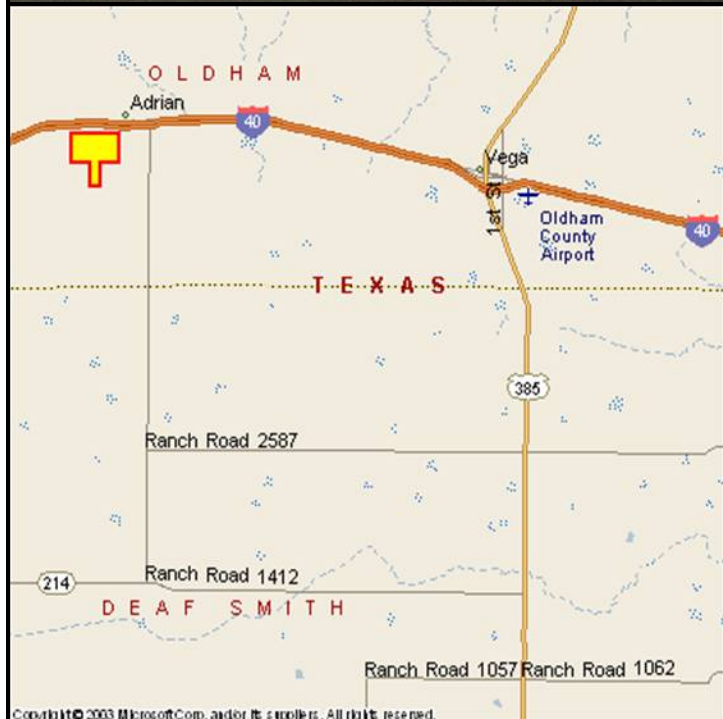 OLDHAM
Adrian
40
Vega
1st St
Oldham
County
Airport
40
TEXAS
385
Ranch Road 2587
214
Ranch Road 1412
DEAF SMITH
Ranch Road 1057 Ranch Road 1062
Copyright © 2003 Microsoft Corp. and/or its suppliers. All rights reserved.